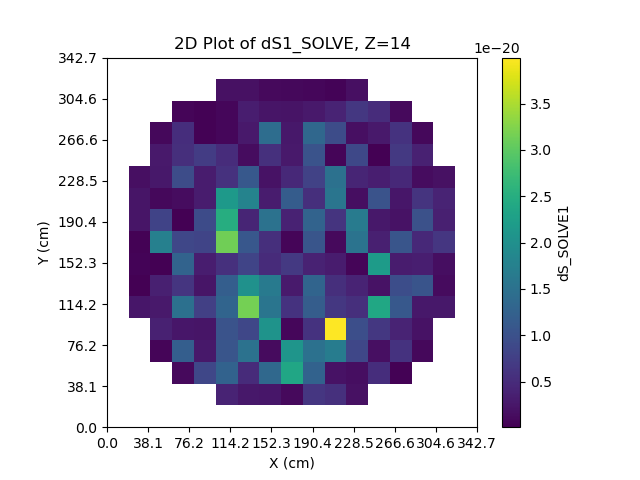 2D Plot of dS1_SOLVE, Z=14
1e−20
342.7
304.6
266.6
228.5
190.4
152.3
114.2
76.2
38.1
0.0
Y (cm)
0.0 38.1 76.2 114.2 152.3 190.4 228.5 266.6 304.6 342.7
X (cm)
3.5
3.0
2.5
2.0
1.5
1.0
0.5
dS_SOLVE1